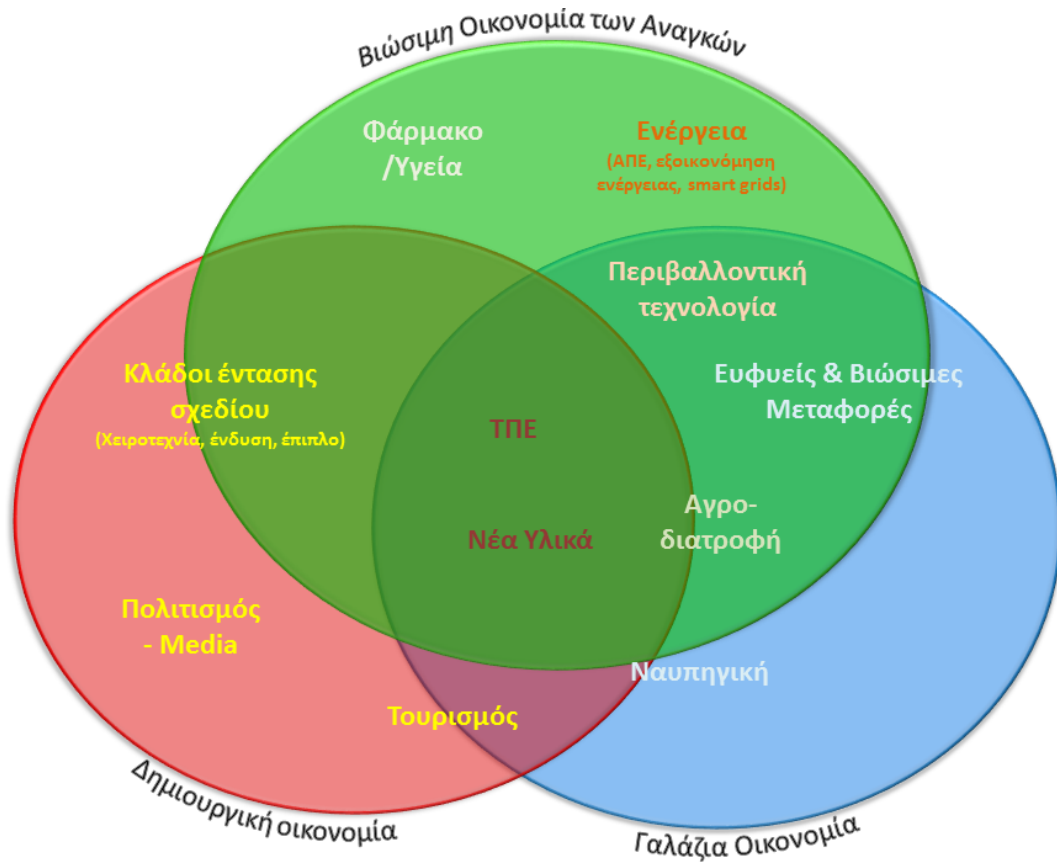 Βιώσιμη Οικονομία των Αναγκών
Φάρμακο
/Υγεία
Ενέργεια
(ΑΠΕ, εξοικονόμηση
ενέργειας, smart grids)
Περιβαλλοντική
τεχνολογία
Κλάδοι έντασης
σχεδίου
(Χειροτεχνία, ένδυση, έπιπλο)
Ευφυείς & Βιώσιμες
Μεταφορές
ΤΠΕ
Αγρο-
διατροφή
Νέα Υλικά
Πολιτισμός
- Media
Ναυπηγική
Τουρισμός
Δημιουργική οικονομία
Γαλάζια Οικονομία